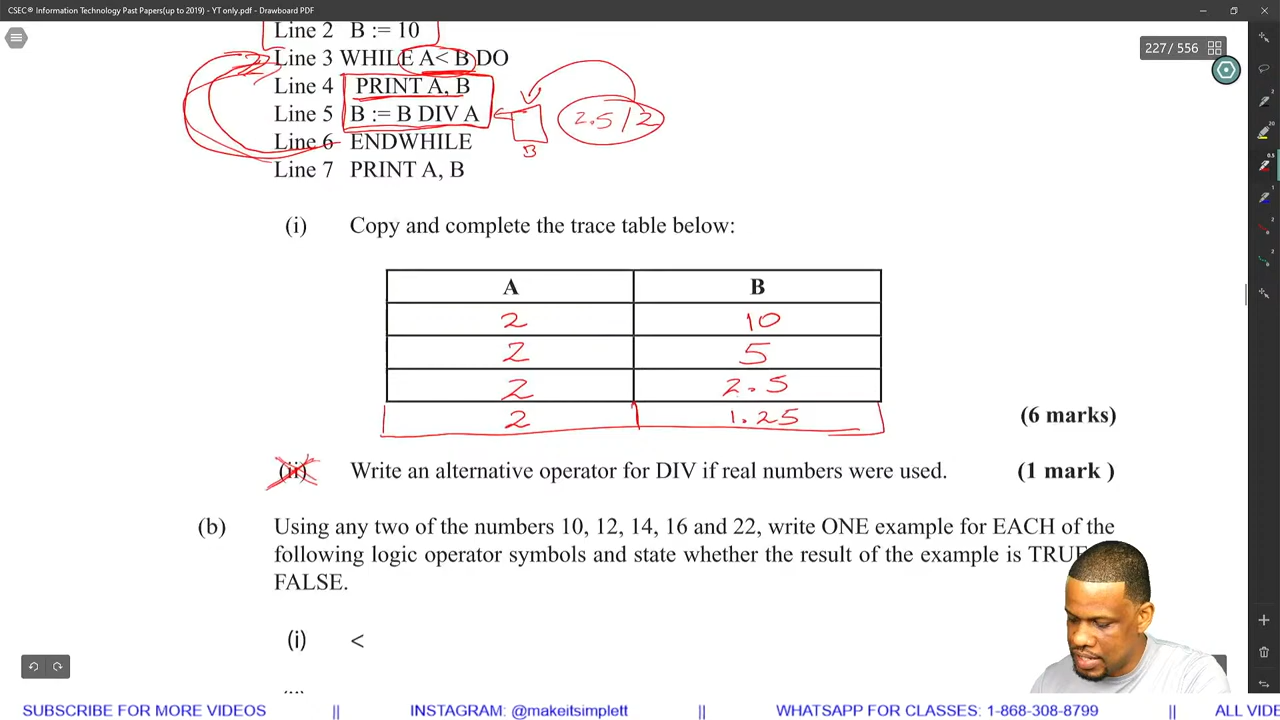 CSEC® Information Technology Past Papers(up to 2019) - YT only.pdf - Drawboard PDF
227 / 556
Line 2 B := 10
Line 3 WHILE A< B DO
Line 4 PRINT A, B
Line 5 B := B DIV A
2.5/2
B
Line 6 ENDWHILE
Line 7 PRINT A, B
(i) Copy and complete the trace table below:
A B
2 10
2 5
2 2.5
2 1.25
(6 marks)
(ii) Write an alternative operator for DIV if real numbers were used. (1 mark )
(b) Using any two of the numbers 10, 12, 14, 16 and 22, write ONE example for EACH of the
following logic operator symbols and state whether the result of the example is TRUE
FALSE.
(i) <
SUBSCRIBE FOR MORE VIDEOS || INSTAGRAM: @makeitsimplett || WHATSAPP FOR CLASSES: 1-868-308-8799 || ALL VIDE